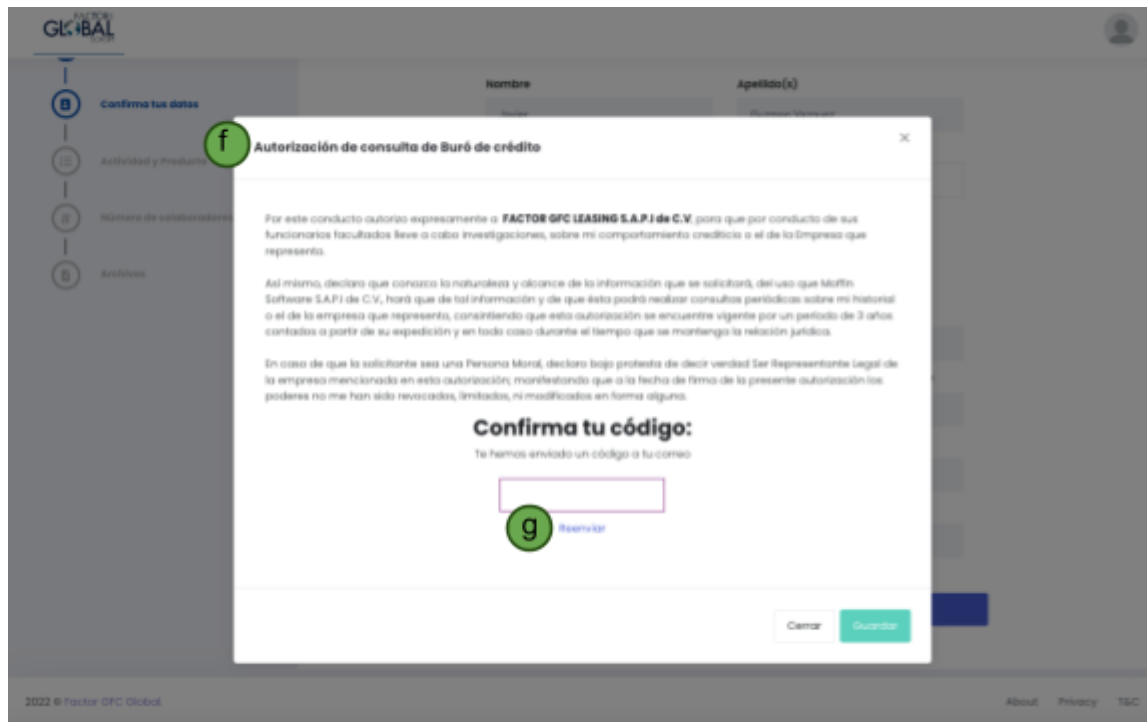 FACTOR
GLOBAL
Nombre
Apellido(s)
Confirma tus datos
Javier
Guzman Vazquez
f
Autorización de consulta de Buró de crédito
×
Actividad y Producto
Número de colaboradores
Archivos
Por este conducto autorizo expresamente a FACTOR GFC LEASING S.A.P.I de C.V, para que por conducto de sus
funcionarios facultados lleve a cabo investigaciones, sobre mi comportamiento crediticio o el de la Empresa que
represento.
Así mismo, declaro que conozco la naturaleza y alcance de la información que se solicitará, del uso que Moffin
Software S.A.P.I de C.V, hará que de tal información y de que ésta podrá realizar consultas periódicas sobre mi historial
o el de la empresa que represento, consintiendo que esta autorización se encuentre vigente por un periodo de 3 años
contados a partir de su expedición y en todo caso durante el tiempo que se mantenga la relación jurídica.
En caso de que la solicitante sea una Persona Moral, declaro bajo protesta de decir verdad Ser Representante Legal de
la empresa mencionada en esta autorización; manifestando que a la fecha de firma de la presente autorización los
poderes no me han sido revocados, limitados, ni modificados en forma alguna.
Confirma tu código:
Te hemos enviado un código a tu correo
g
Reenviar
Cerrar
Guardar
2022 © Factor GFC Global
About Privacy T&C